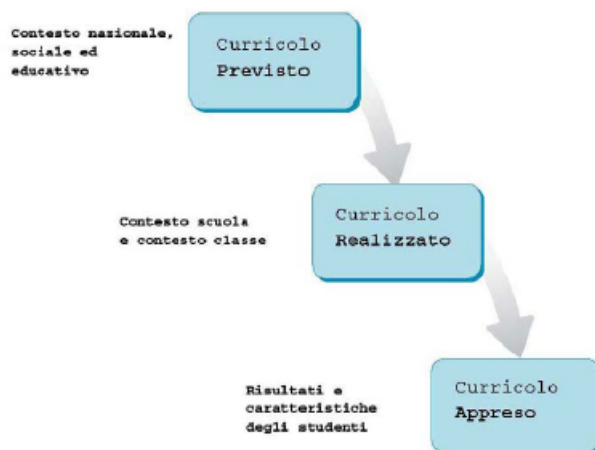 Contesto nazionale,
sociale ed
educativo
Curricolo
Previsto
Contesto scuola
e contesto classe
Curricolo
Realizzato
Risultati e
caratteristiche
degli studenti
Curricolo
Appreso